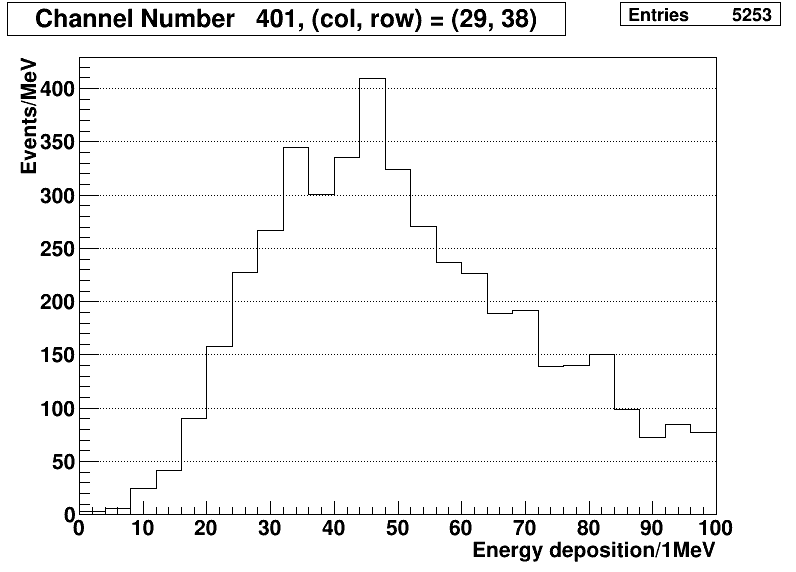 Channel Number 401, (col, row) = (29, 38)
Entries 5253
Events/MeV
400
350
300
250
200
150
100
50
0
0 10 20 30 40 50 60 70 80 90 100
Energy deposition/1MeV